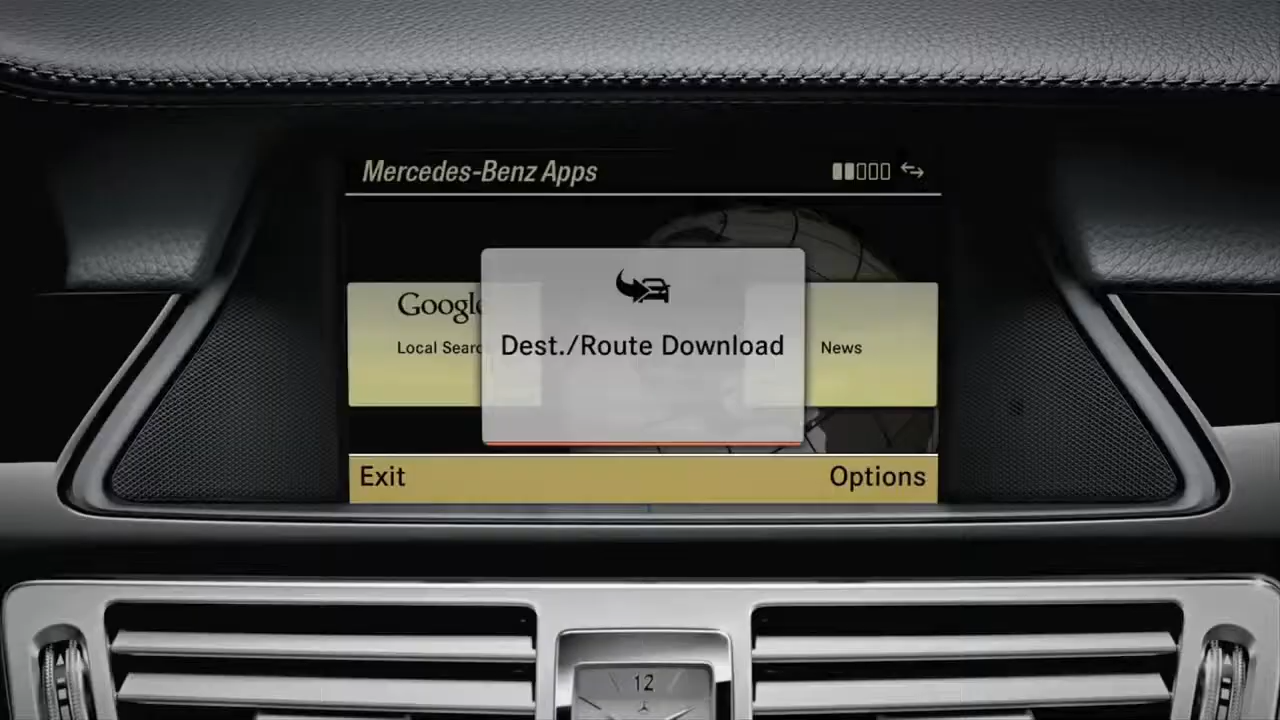 Mercedes-Benz Apps
Google
Local Searc
Dest./Route Download
News
Exit
Options
12